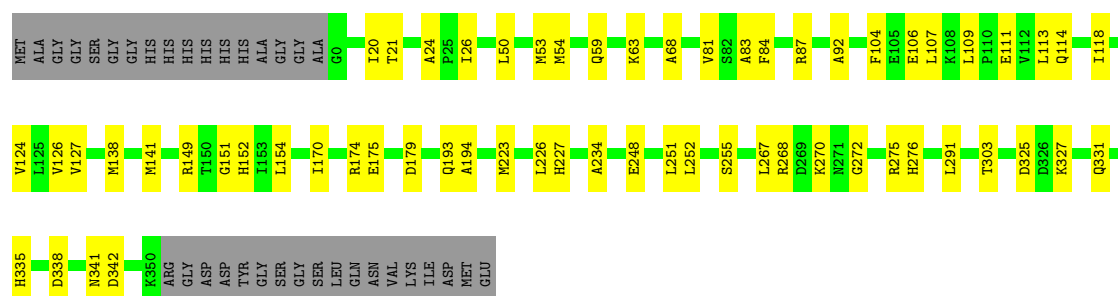 MET ALA GLY GLY SER GLY GLY HIS HIS HIS HIS HIS HIS ALA GLY GLY ALA G0 I20 T21 A24 P25 I26 L50 M53 M54 Q59 K63 A68 V81 S82 A83 F84 R87 A92 F104 E105 E106 L107 K108 L109 P110 E111 V112 L113 Q114 I118
V124 L125 V126 V127 M138 M141 R149 T150 G151 H152 I153 L154 I170 R174 E175 D179 Q193 A194 M223 L226 H227 A234 E248 L251 L252 S255 L267 R268 D269 K270 N271 G272 R275 H276 L291 T303 D325 D326 K327 Q331
H335 D338 N341 D342 K350 ARG GLY ASP ASP TYR GLY SER GLY SER LEU GLN ASN VAL LYS ILE ASP MET GLU